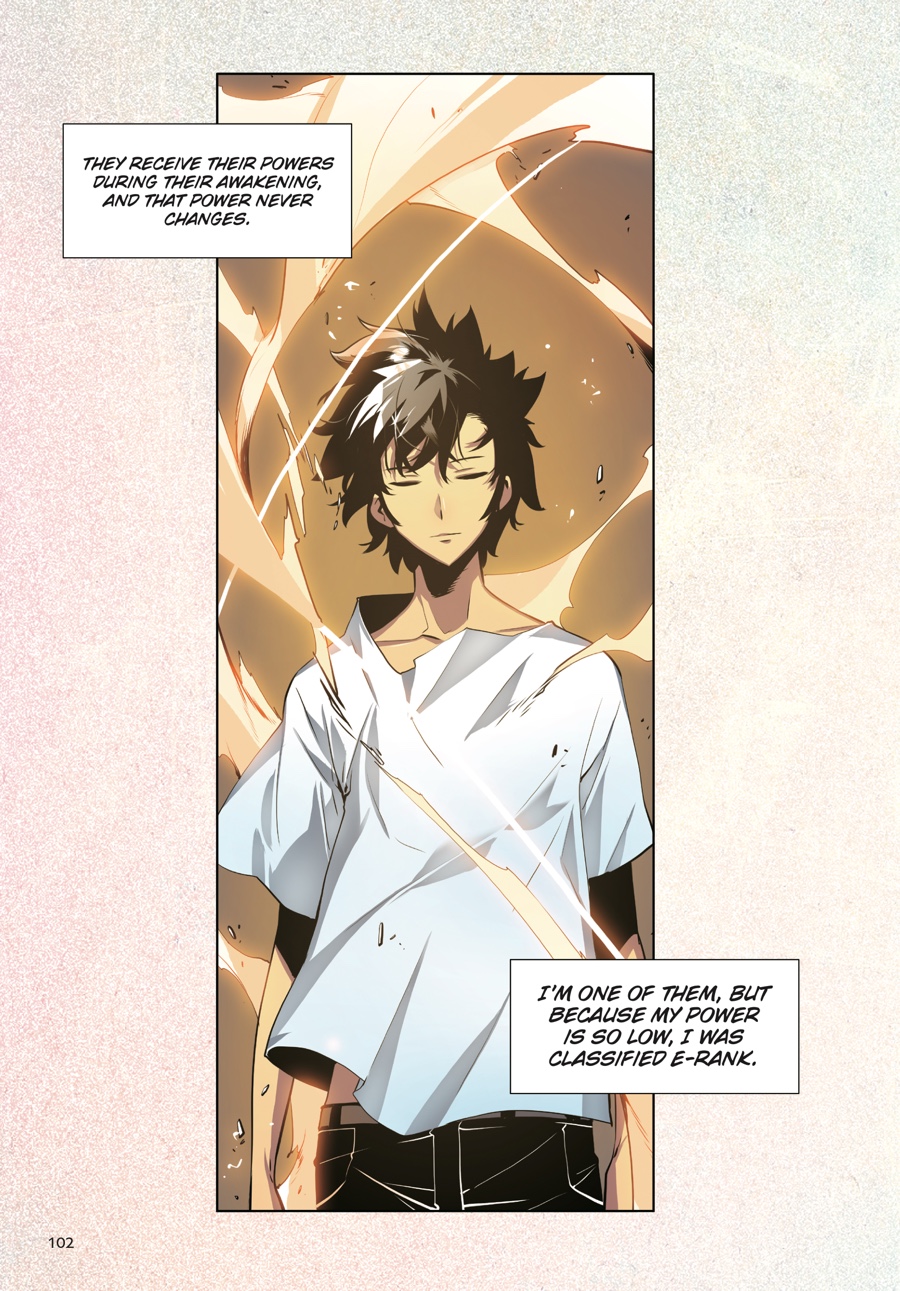 THEY RECEIVE THEIR POWERS
DURING THEIR AWAKENING,
AND THAT POWER NEVER
CHANGES.
I'M ONE OF THEM, BUT
BECAUSE MY POWER
IS SO LOW, I WAS
CLASSIFIED E-RANK.
102